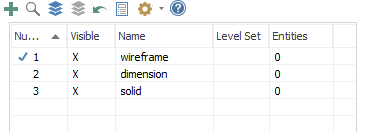 Nu... Visible Name Level Set Entities
1 X wireframe 0
2 X dimension 0
3 X solid 0